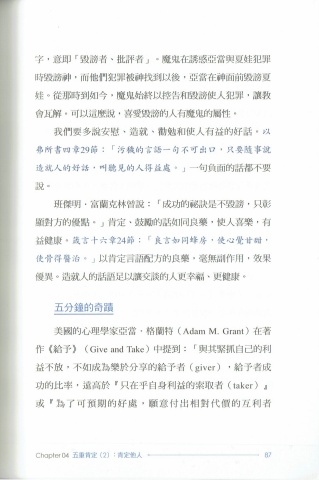 字，意即「毀謗者、批評者」。魔鬼在誘惑亞當與夏娃犯罪
時毀謗神，而他們犯罪被神找到以後，亞當在神面前毀謗夏
娃。從那時到如今，魔鬼始終以控告和毀謗使人犯罪，讓教
會瓦解。可以這麼說，喜愛毀謗的人有魔鬼的屬性。
我們要多說安慰、造就、勸勉和使人有益的好話。以
弗所書四章29節：「污穢的言語一句不可出口，只要隨事說
造就人的好話，叫聽見的人得益處。」一句負面的話都不要
說。
班傑明．富蘭克林曾說：「成功的祕訣是不毀謗，只彰
顯對方的優點。」肯定、鼓勵的話如同良藥，使人喜樂，有
益健康。箴言十六章24節：「良言如同蜂房，使心覺甘甜，
使骨得醫治。」以肯定言語配方的良藥，毫無副作用，效果
優異。造就人的話語足以讓交談的人更幸福、更健康。
五分鐘的奇蹟
美國的心理學家亞當．格蘭特（Adam M. Grant）在著
作《給予》（Give and Take）中提到：「與其緊抓自己的利
益不放，不如成為樂於分享的給予者（giver），給予者成
功的比率，遠高於『只在乎自身利益的索取者（taker）』
或『為了可預期的好處，願意付出相對代價的互利者
Chapter 04 五重肯定（2）：肯定他人 87